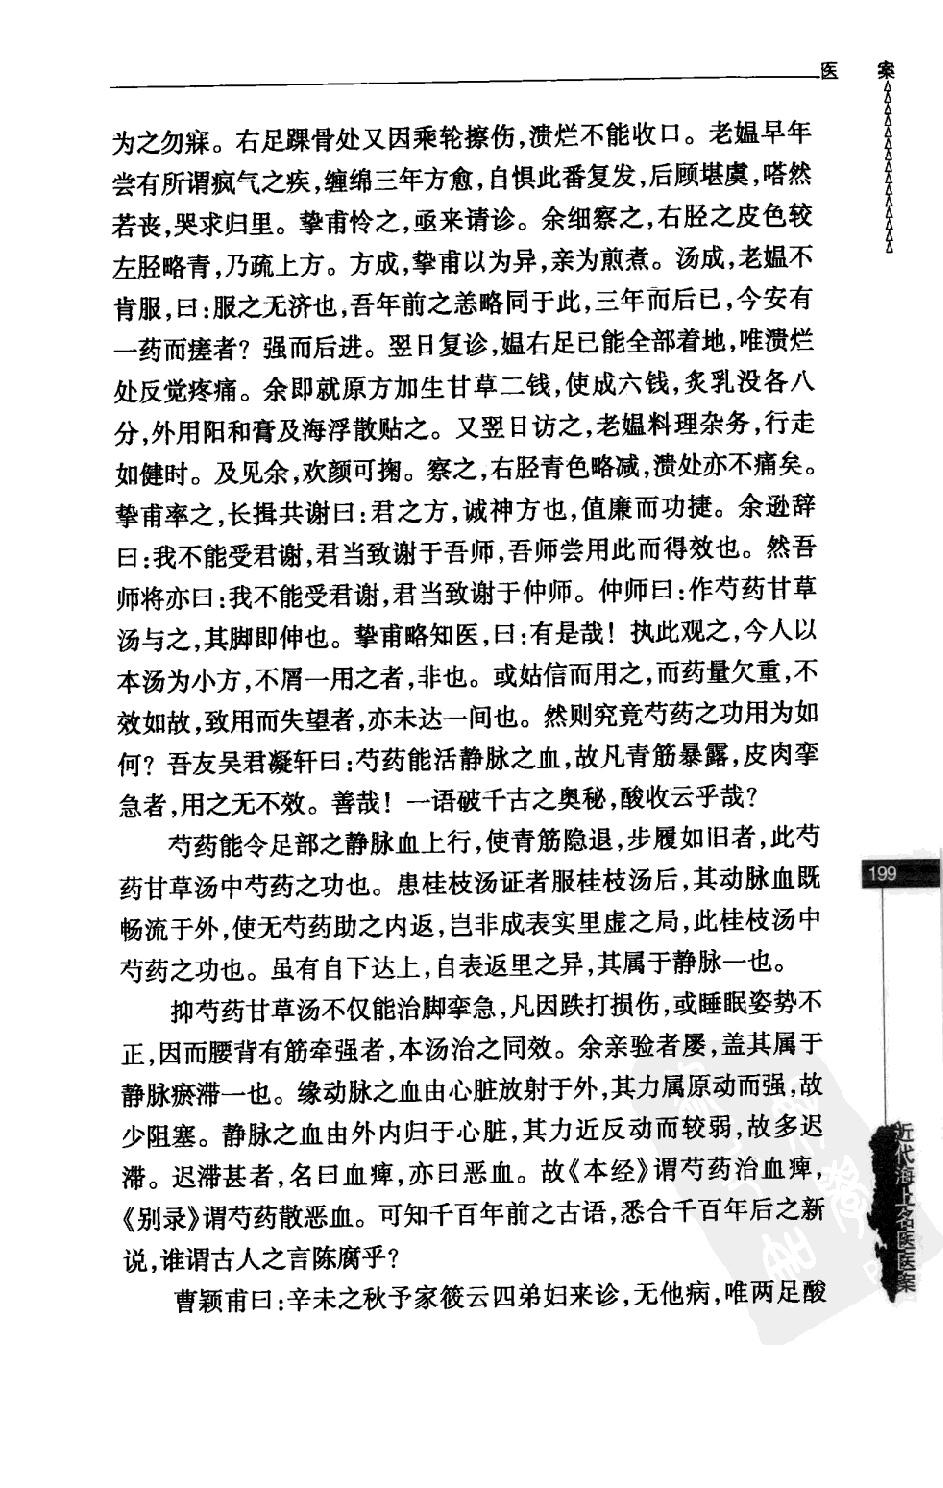 医 案
为之勿寐。右足踝骨处又因乘轮擦伤,溃烂不能收口。老媪早年
尝有所谓疯气之疾,缠绵三年方愈,自惧此番复发,后顾堪虞,嗒然
若丧,哭求归里。挚甫怜之,亟来请诊。余细察之,右胫之皮色较
左胫略青,乃疏上方。方成,挚甫以为异,亲为煎煮。汤成,老媪不
肯服,曰:服之无济也,吾年前之恙略同于此,三年而后已,今安有
一药而瘥者?强而后进。翌日复诊,媪右足已能全部着地,唯溃烂
处反觉疼痛。余即就原方加生甘草二钱,使成六钱,炙乳没各八
分,外用阳和膏及海浮散贴之。又翌日访之,老媪料理杂务,行走
如健时。及见余,欢颜可掬。察之,右胫青色略减,溃处亦不痛矣。
挚甫率之,长揖共谢曰:君之方,诚神方也,值廉而功捷。余逊辞
曰:我不能受君谢,君当致谢于吾师,吾师尝用此而得效也。然吾
师将亦曰:我不能受君谢,君当致谢于仲师。仲师曰:作芍药甘草
汤与之,其脚即伸也。挚甫略知医,曰:有是哉!执此观之,今人以
本汤为小方,不屑一用之者,非也。或姑信而用之,而药量欠重,不
效如故,致用而失望者,亦未达一间也。然则究竟芍药之功用为如
何?吾友吴君凝轩曰:芍药能活静脉之血,故凡青筋暴露,皮肉挛
急者,用之无不效。善哉!一语破千古之奥秘,酸收云乎哉?
芍药能令足部之静脉血上行,使青筋隐退,步履如旧者,此芍
药甘草汤中芍药之功也。患桂枝汤证者服桂枝汤后,其动脉血既
畅流于外,使无芍药助之内返,岂非成表实里虚之局,此桂枝汤中
芍药之功也。虽有自下达上,自表返里之异,其属于静脉一也。
抑芍药甘草汤不仅能治脚挛急,凡因跌打损伤,或睡眠姿势不
正,因而腰背有筋牵强者,本汤治之同效。余亲验者屡,盖其属于
静脉瘀滞一也。缘动脉之血由心脏放射于外,其力属原动而强,故
少阻塞。静脉之血由外内归于心脏,其力近反动而较弱,故多迟
滞。迟滞甚者,名曰血痹,亦曰恶血。故《本经》谓芍药治血痹,
《别录》谓芍药散恶血。可知千百年前之古语,悉合千百年后之新
说,谁谓古人之言陈腐乎?
曹颖甫曰:辛未之秋予家筱云四弟妇来诊,无他病,唯两足酸
199
近代海上名医医案